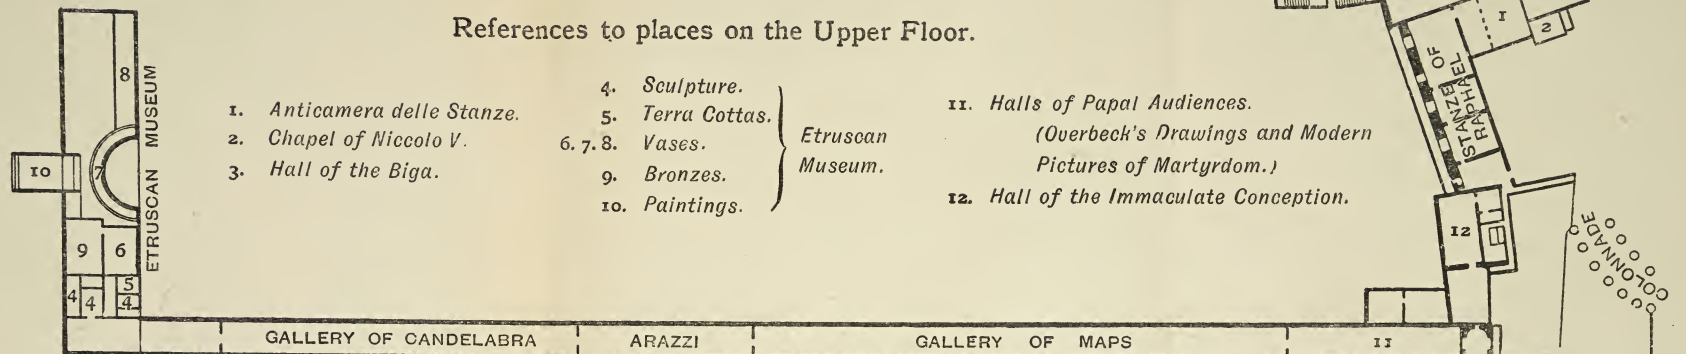 References to places on the Upper Floor.
1. Anticamera delle Stanze.
2. Chapel of Niccolo V.
3. Hall of the Biga.
4. Sculpture.
5. Terra Cottas.
6. 7. 8. Vases.
9. Bronzes.
10. Paintings.
Etruscan
Museum.
11. Halls of Papal Audiences.
(Overbeck's Drawings and Modern
Pictures of Martyrdom.)
12. Hall of the Immaculate Conception.
8
ETRUSCAN MUSEUM
10
7
9
6
5
4
4
4
GALLERY OF CANDELABRA
ARAZZI
GALLERY OF MAPS
11
1
2
STANZE OF
RAPHAEL
12
COLONNADE